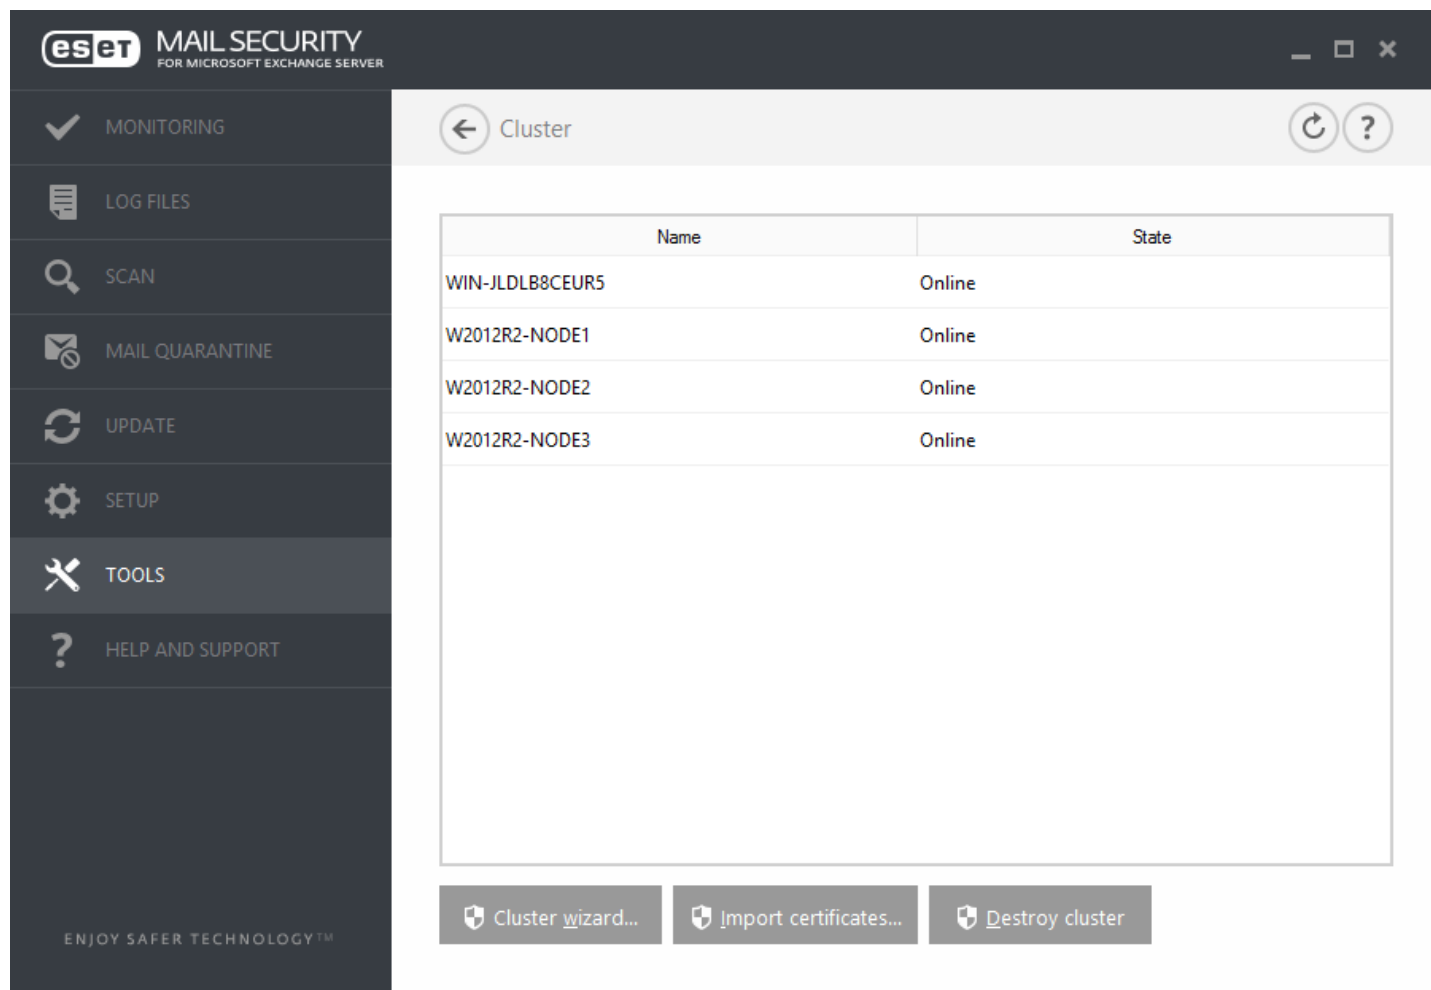 eset MAIL SECURITY
FOR MICROSOFT EXCHANGE SERVER
MONITORING
LOG FILES
SCAN
MAIL QUARANTINE
UPDATE
SETUP
TOOLS
HELP AND SUPPORT
ENJOY SAFER TECHNOLOGY™
Cluster
?
Name State
WIN-JLDLB8CEUR5 Online
W2012R2-NODE1 Online
W2012R2-NODE2 Online
W2012R2-NODE3 Online
Cluster wizard... Import certificates... Destroy cluster